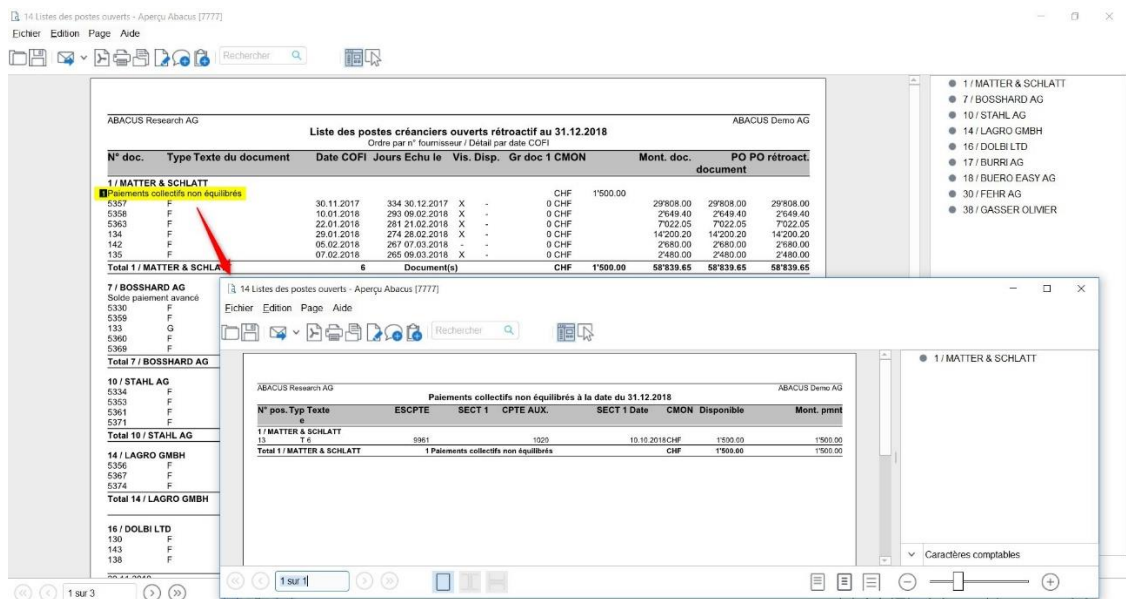 14 Listes des postes ouverts - Aperçu Abacus [7777]
Eichier Edition Page Aide
Rechercher
ABACUS Research AG ABACUS Demo AG
Liste des postes créanciers ouverts rétroactif au 31.12.2018
Ordre par n° fournisseur / Détail par date COFI
N° doc. Type Texte du document Date COFI Jours Echu le Vis. Disp. Gr doc 1 CMON Mont. doc. PO PO rétroact.
document
1 / MATTER & SCHLATT
1 Paiements collectifs non équilibrés CHF 1'500.00
5357 F 30.11.2017 334 30.12.2017 X - 0 CHF 29'808.00 29'808.00 29'808.00
5358 F 10.01.2018 293 09.02.2018 X - 0 CHF 2'649.40 2'649.40 2'649.40
5363 F 22.01.2018 281 21.02.2018 X - 0 CHF 7'022.05 7'022.05 7'022.05
134 F 29.01.2018 274 28.02.2018 X - 0 CHF 14'200.20 14'200.20 14'200.20
142 F 05.02.2018 267 07.03.2018 - - 0 CHF 2'680.00 2'680.00 2'680.00
135 F 07.02.2018 265 09.03.2018 X - 0 CHF 2'480.00 2'480.00 2'480.00
Total 1 / MATTER & SCHLA 6 Document(s) CHF 1'500.00 58'839.65 58'839.65 58'839.65
7 / BOSSHARD AG
Solde paiement avancé
5330 F
5359 F
133 G
5360 F
5369 F
Total 7 / BOSSHARD AG
10 / STAHL AG
5334 F
5353 F
5361 F
5371 F
Total 10 / STAHL AG
14 / LAGRO GMBH
5356 F
5367 F
5374 F
Total 14 / LAGRO GMBH
16 / DOLBI LTD
130 F
143 F
138 F
1 sur 3
1 / MATTER & SCHLATT
7 / BOSSHARD AG
10 / STAHL AG
14 / LAGRO GMBH
16 / DOLBI LTD
17 / BURRI AG
18 / BUERO EASY AG
30 / FEHR AG
38 / GASSER OLIVIER
14 Listes des postes ouverts - Aperçu Abacus [7777]
Fichier Edition Page Aide
Rechercher
ABACUS Research AG ABACUS Demo AG
Paiements collectifs non équilibrés à la date du 31.12.2018
N° pos. Typ Texte ESCPTE SECT 1 CPTE AUX. SECT 1 Date CMON Disponible Mont. pmnt
e
1 / MATTER & SCHLATT
13 T 6 9961 1020 10.10.2018 CHF 1'500.00 1'500.00
Total 1 / MATTER & SCHLATT 1 Paiements collectifs non équilibrés CHF 1'500.00 1'500.00
1 / MATTER & SCHLATT
Caractères comptables
1 sur 1